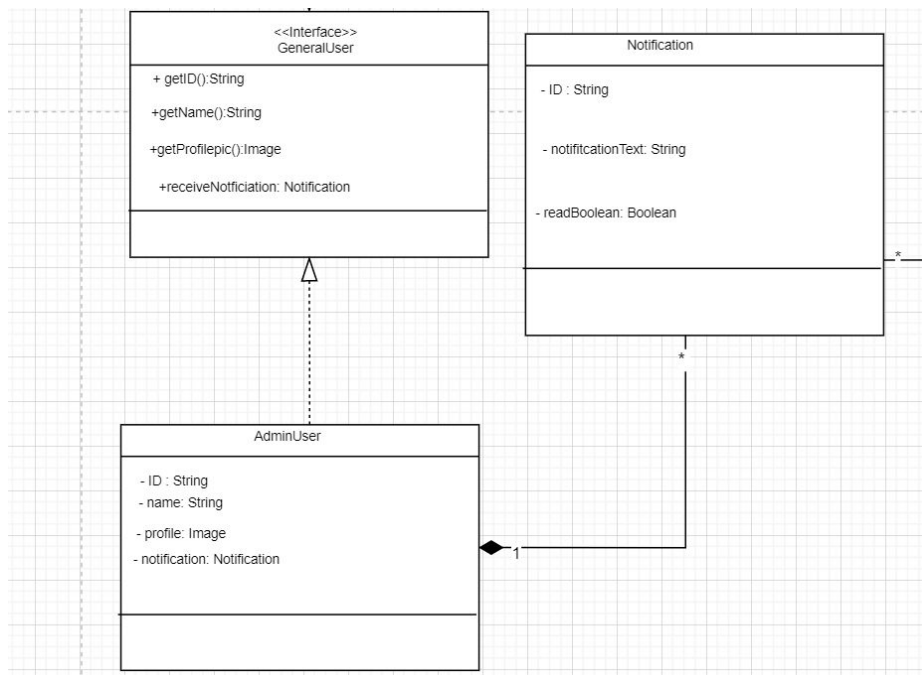 <<Interface>>
GeneralUser
+ getID():String
+getName():String
+getProfilepic():Image
+receiveNotficiation: Notification
Notification
- ID : String
- notifitcationText: String
- readBoolean: Boolean
*
*
AdminUser
- ID : String
- name: String
- profile: Image
- notification: Notification
1